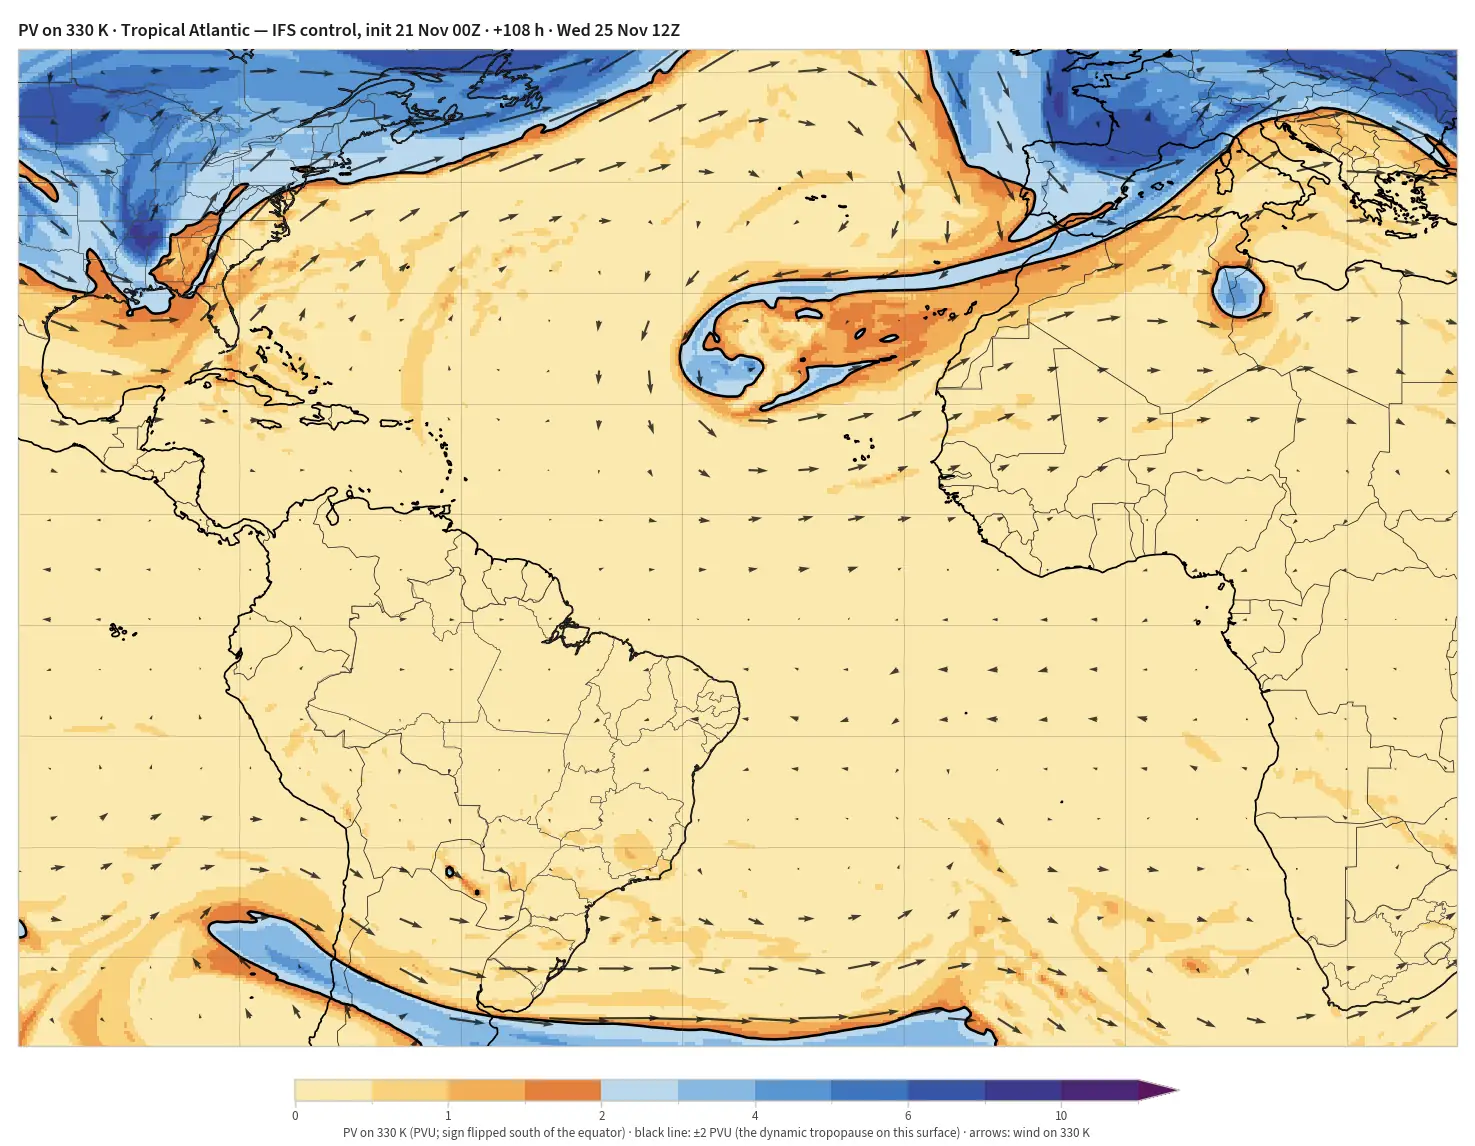 PV on 330 K · Tropical Atlantic — IFS control, init 21 Nov 00Z · +108 h · Wed 25 Nov 12Z
0 1 2 4 6 10
PV on 330 K (PVU; sign flipped south of the equator) · black line: ±2 PVU (the dynamic tropopause on this surface) · arrows: wind on 330 K